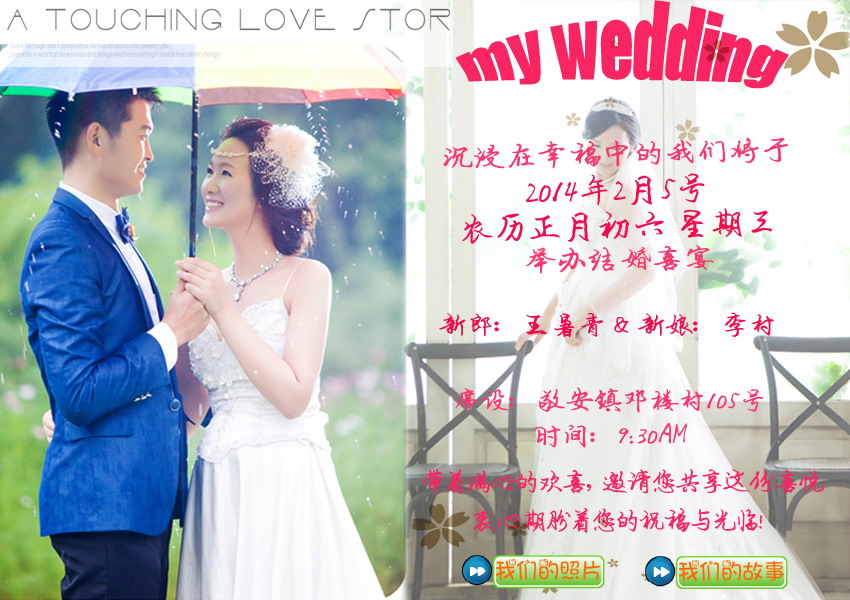 A TOUCHING LOVE STOR
my wedding
沉浸在幸福中的我们将于
2014年2月5号
农历正月初六 星期三
举办结婚喜宴
新郎： 王暑青 & 新娘： 李村
席设： 敬安镇邓楼村105号
时间： 9:30AM
带着满心的欢喜，邀请您共享这份喜悦
衷心期盼着您的祝福与光临!
我们的照片
我们的故事